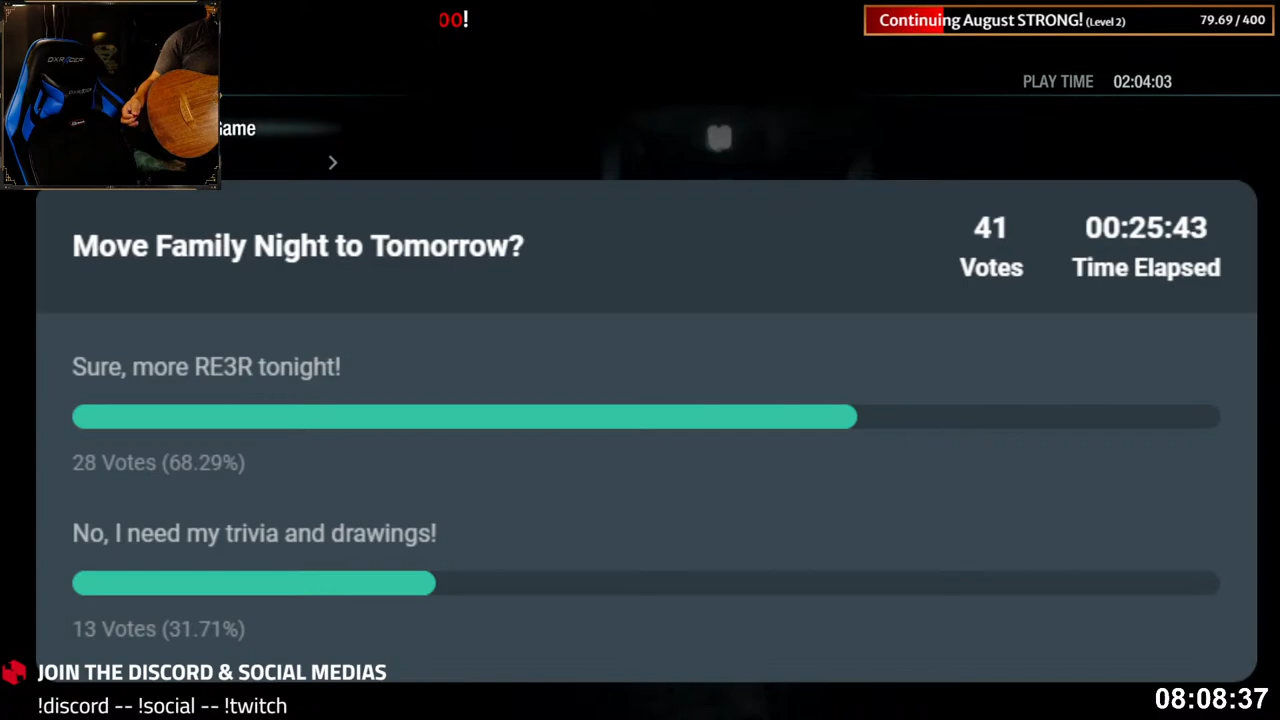 00!
Continuing August STRONG! (Level 2) 79.69 / 400
DXRACER
PLAY TIME 02:04:03
Game
Move Family Night to Tomorrow?
41 Votes
00:25:43 Time Elapsed
Sure, more RE3R tonight!
28 Votes (68.29%)
No, I need my trivia and drawings!
13 Votes (31.71%)
JOIN THE DISCORD & SOCIAL MEDIAS
!discord -- !social -- !twitch
08:08:37